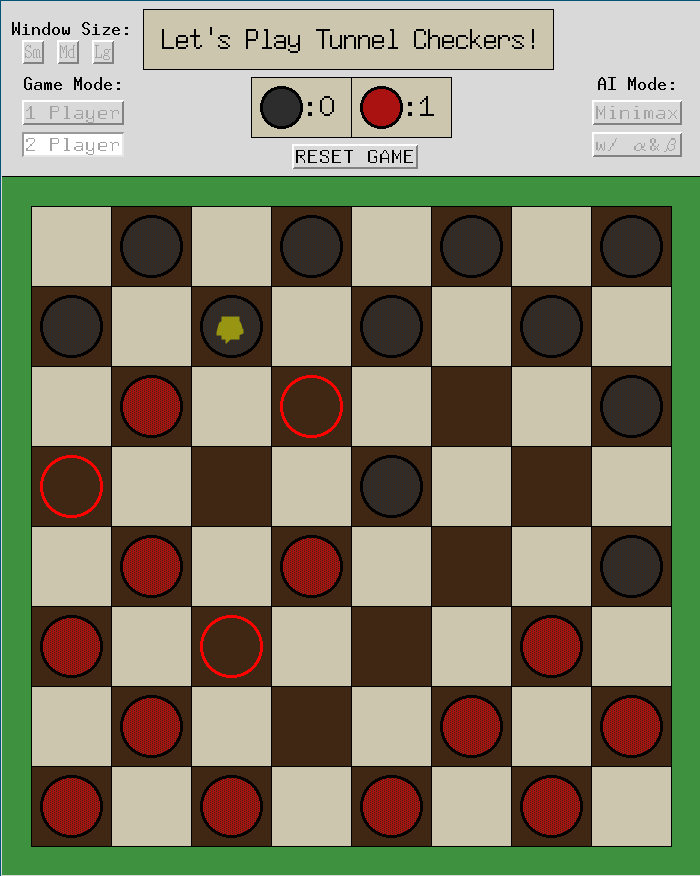 Window Size:
Sm Md Lg
Let's Play Tunnel Checkers!
Game Mode:
1 Player
2 Player
:0 :1
RESET GAME
AI Mode:
Minimax
w/ α&β